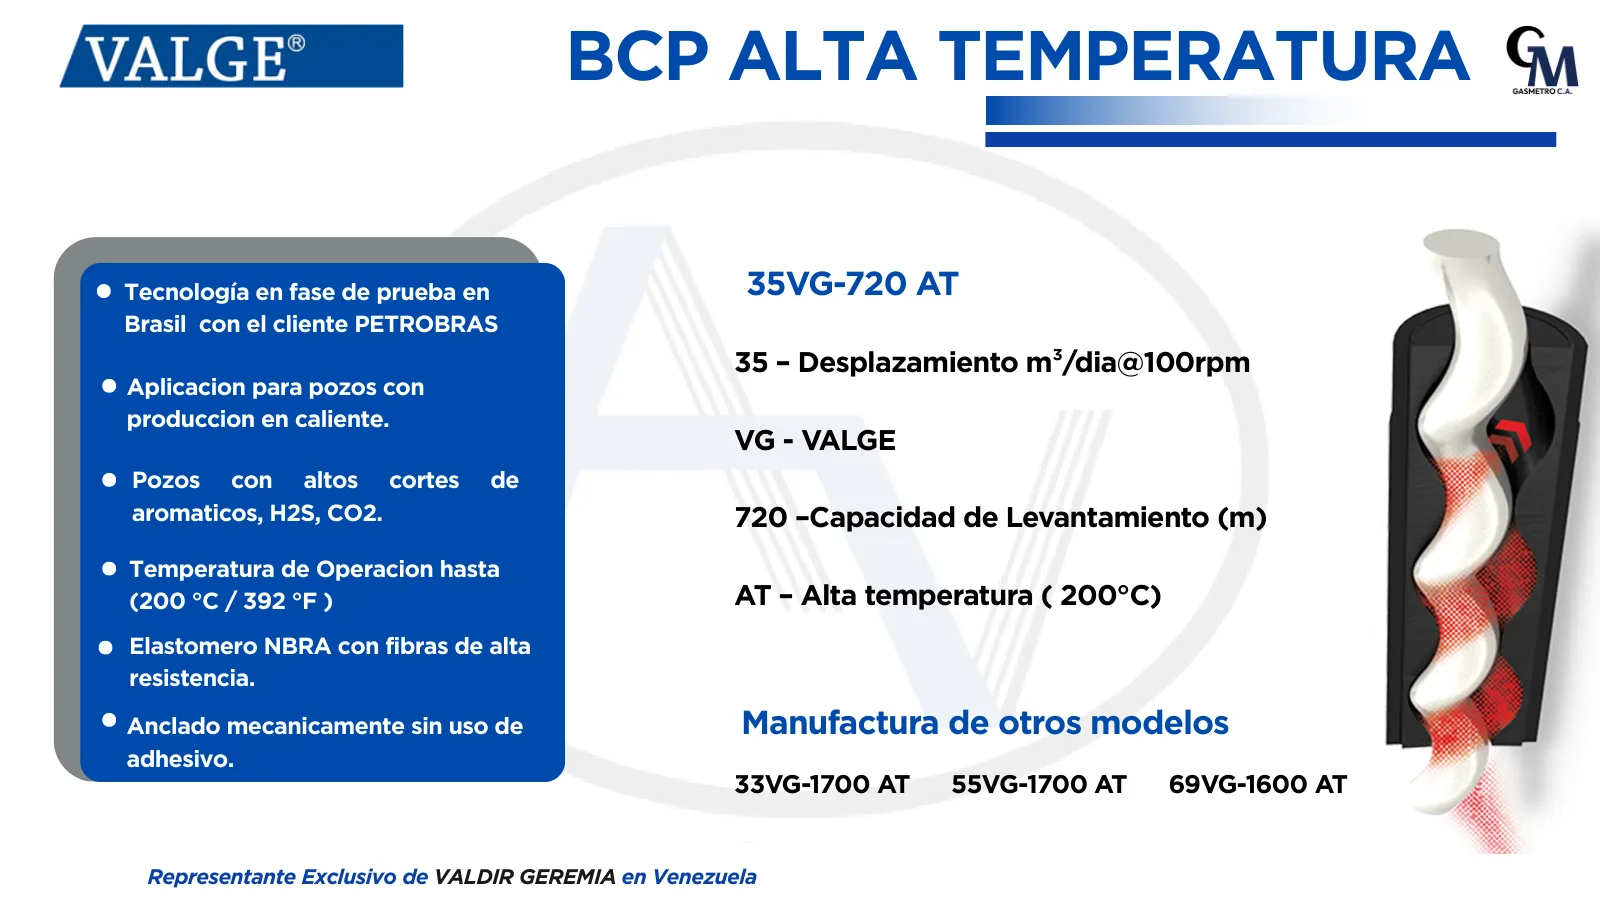 VALGE®
BCP ALTA TEMPERATURA
GM
GASMETRO C.A.
Tecnología en fase de prueba en
Brasil con el cliente PETROBRAS
Aplicacion para pozos con
produccion en caliente.
Pozos con altos cortes de
aromaticos, H2S, CO2.
Temperatura de Operacion hasta
(200 °C / 392 °F )
Elastomero NBRA con fibras de alta
resistencia.
Anclado mecanicamente sin uso de
adhesivo.
35VG-720 AT
35 – Desplazamiento m³/dia@100rpm
VG - VALGE
720 –Capacidad de Levantamiento (m)
AT – Alta temperatura ( 200°C)
Manufactura de otros modelos
33VG-1700 AT 55VG-1700 AT 69VG-1600 AT
Representante Exclusivo de VALDIR GEREMIA en Venezuela